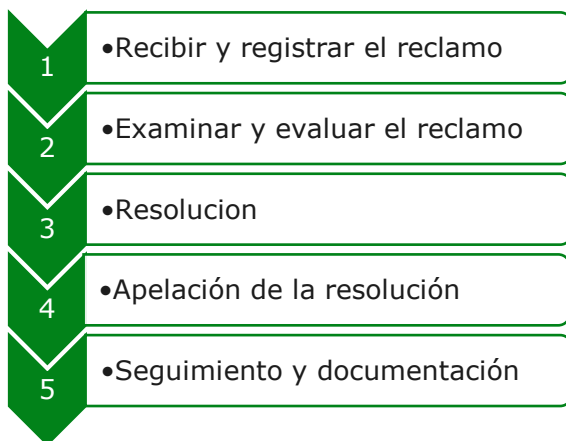 1 •Recibir y registrar el reclamo
2 •Examinar y evaluar el reclamo
3 •Resolucion
4 •Apelación de la resolución
5 •Seguimiento y documentación